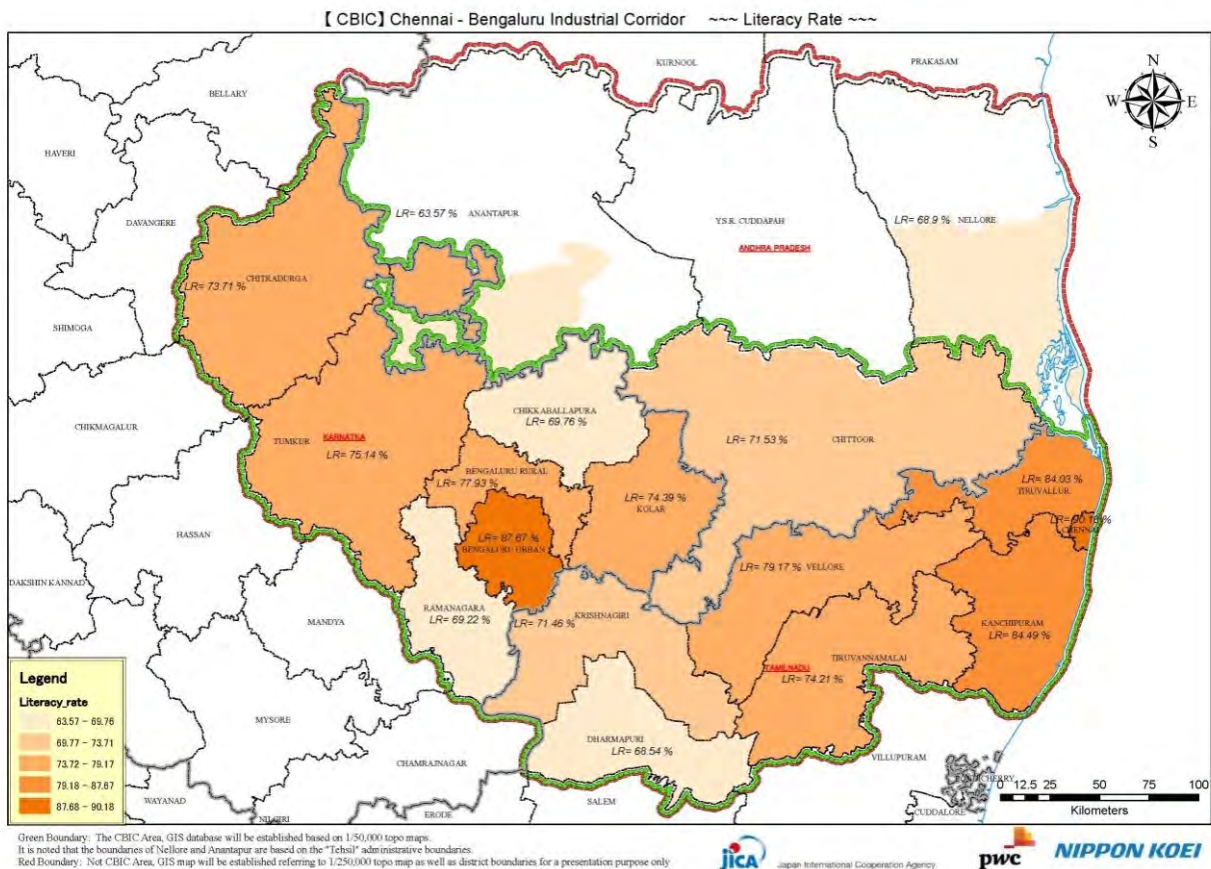 【 CBIC】 Chennai - Bengaluru Industrial Corridor ~~~ Literacy Rate ~~~
KURNOOL
PRAKASAM
N
W E
S
BELLARY
HAVERI
DAVANGERE
LR= 63.57 % ANANTAPUR
Y.S.R. CUDDAPAH
LR= 68.9 % NELLORE
ANDHRA PRADESH
CHITRADURGA
LR= 73.71 %
SHIMOGA
CHIKMAGALUR
CHIKKABALLAPURA
LR= 69.76 %
TUMKUR
KARNATKA
LR= 75.14 %
LR= 71.53 %
CHITTOOR
BENGALURU RURAL
LR= 77.93 %
LR= 74.39 %
KOLAR
LR= 84.03 %
TIRUVALLUR
LR= 90.18 %
CHENNAI
HASSAN
LR= 87.67 %
BENGALURU URBAN
LR= 79.17 % VELLORE
DAKSHIN KANNAD
MANDYA
RAMANAGARA
LR= 69.22 %
KRISHNAGIRI
LR= 71.46 %
KANCHIPURAM
LR= 84.49 %
TIRUVANNAMALAI
TAMILNADU
LR= 74.21 %
Legend
Literacy_rate
63.57 - 69.76
69.77 - 73.71
73.72 - 79.17
79.18 - 87.67
87.68 - 90.18
MYSORE
DHARMAPURI
LR= 68.54 %
CHAMRAJNAGAR
VILLUPURAM
WAYANAD
NILGIRI
ERODE
SALEM
CUDDALORE
0 12.5 25 50 75 100
Kilometers
Green Boundary: The CBIC Area, GIS database will be established based on 1/50,000 topo maps.
It is noted that the boundaries of Nellore and Anantapur are based on the "Tehsil" administrative boundaries.
Red Boundary: Not CBIC Area, GIS map will be established referring to 1/250,000 topo map as well as district boundaries for a presentation purpose only
jICA Japan International Cooperation Agency
pwc
NIPPON KOEI